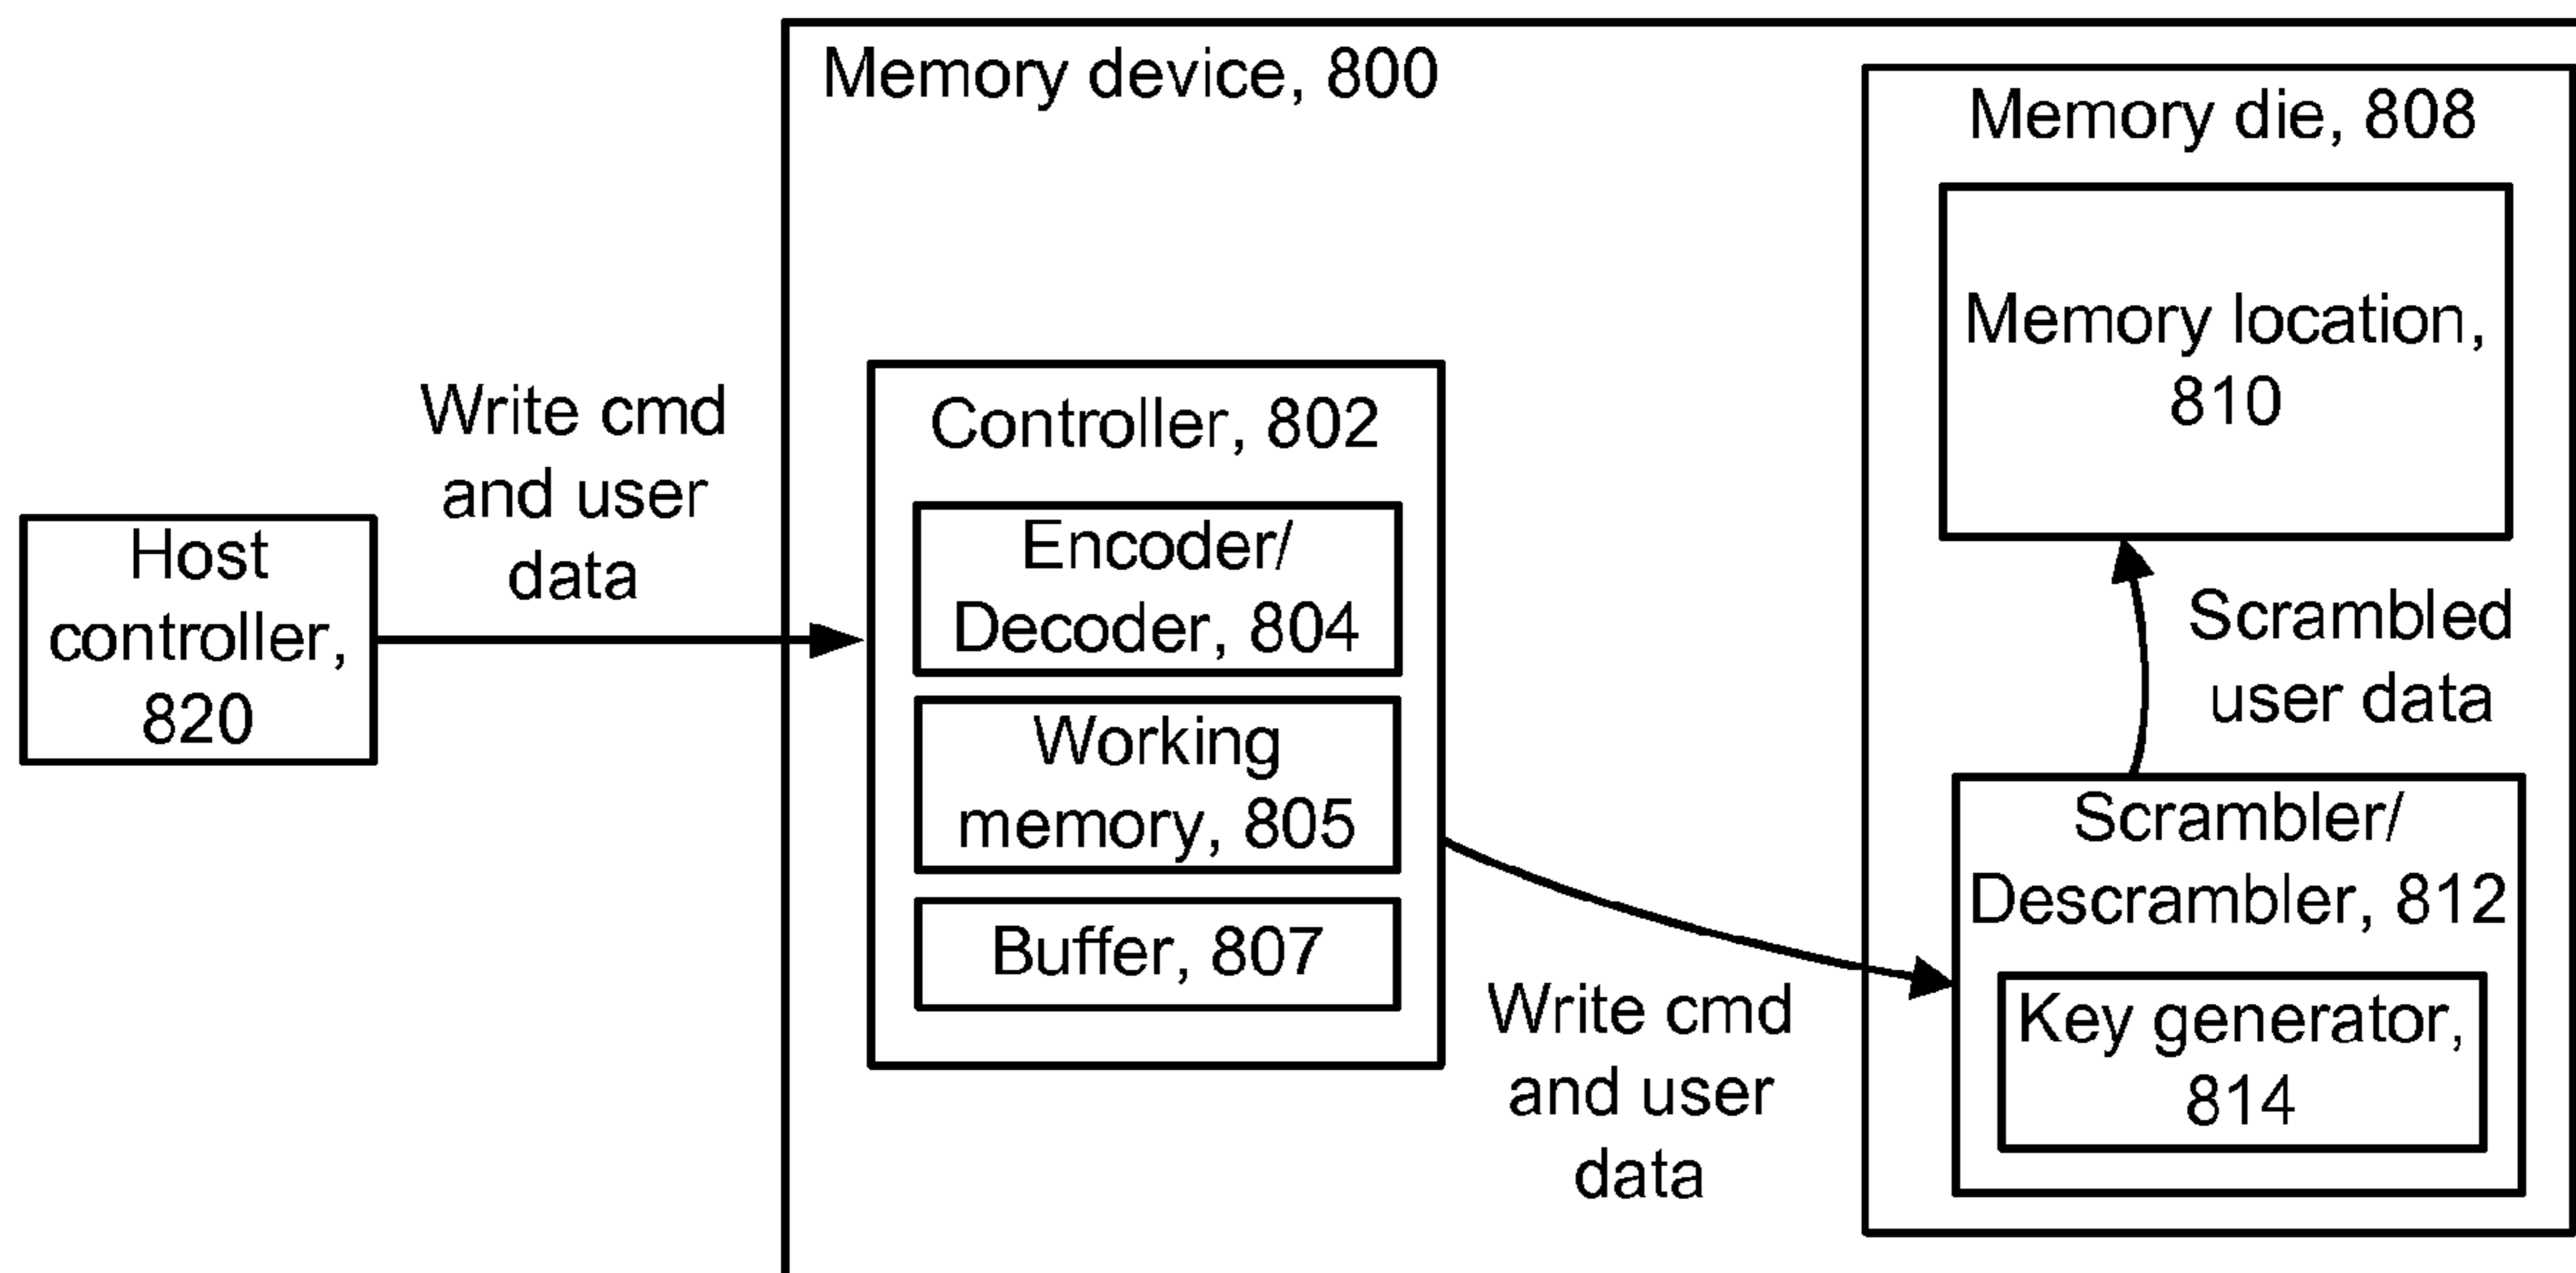 Memory device, 800
Memory die, 808
Memory location,
810
Write cmd
and user
data
Controller, 802
Host
controller,
820
Encoder/
Decoder, 804
Working
memory, 805
Buffer, 807
Scrambled
user data
Scrambler/
Descrambler, 812
Key generator,
814
Write cmd
and user
data